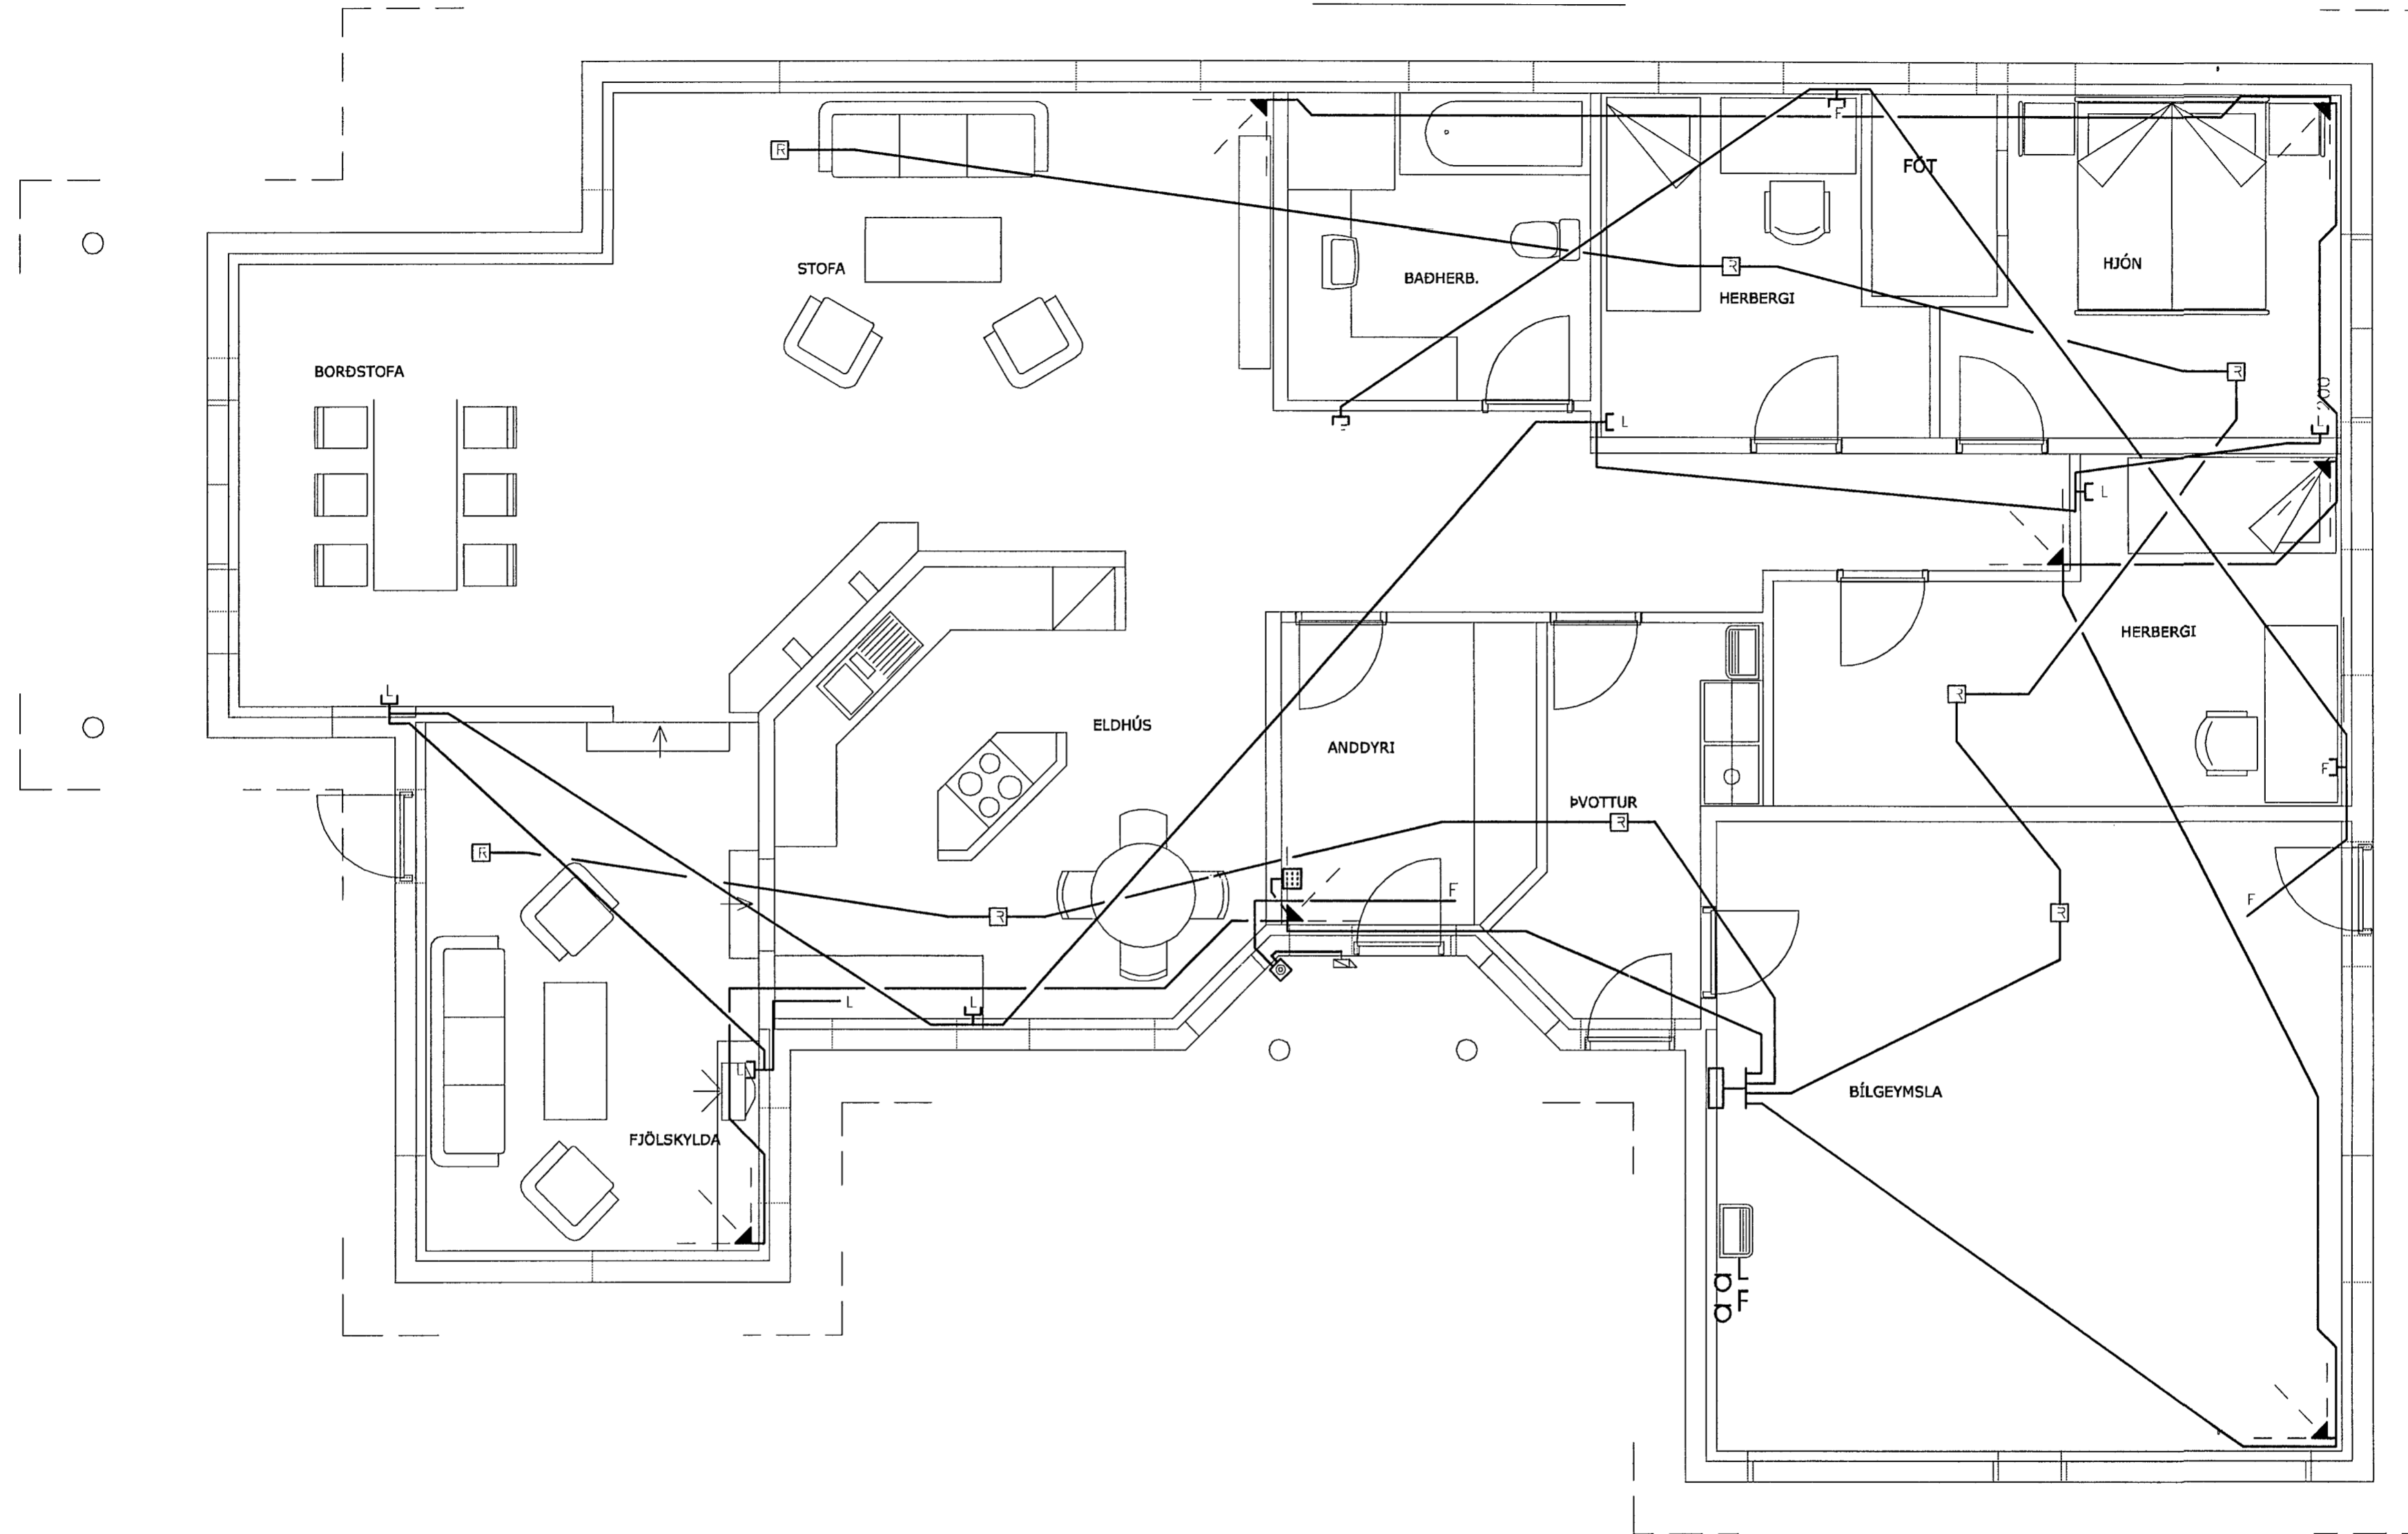 F
R
FÖT
STOFA
HJÓN
BAÐHERB.
R
HERBERGI
BORÐSTOFA
R
L
L
L
HERBERGI
L
R
ELDHÚS
ANDDYRI
F
ÞVOTTUR
R
R
F
F
R
R
L
L
L
BÍLGEYMSLA
FJÖLSKYLDA
L
F